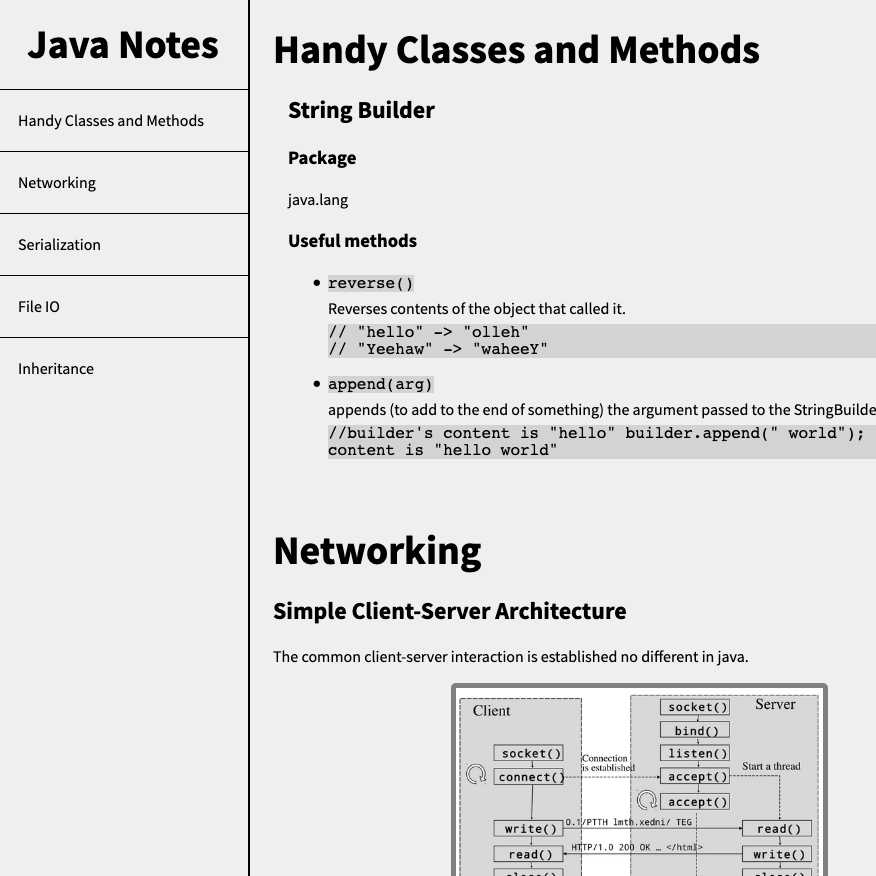 Java Notes
Handy Classes and Methods
Networking
Serialization
File IO
Inheritance
Handy Classes and Methods
String Builder
Package
java.lang
Useful methods
reverse()
Reverses contents of the object that called it.
// "hello" -> "olleh"
// "Yeehaw" -> "waheeY"
append(arg)
appends (to add to the end of something) the argument passed to the StringBuilde
//builder's content is "hello" builder.append(" world");
content is "hello world"
Networking
Simple Client-Server Architecture
The common client-server interaction is established no different in java.
Client
socket()
connect()
write()
read()
Connection
is established
0.1/PTTH lmth.xedni/ TEG
HTTP/1.0 200 OK … </html>
Server
socket()
bind()
listen()
accept()
accept()
Start a thread
read()
write()